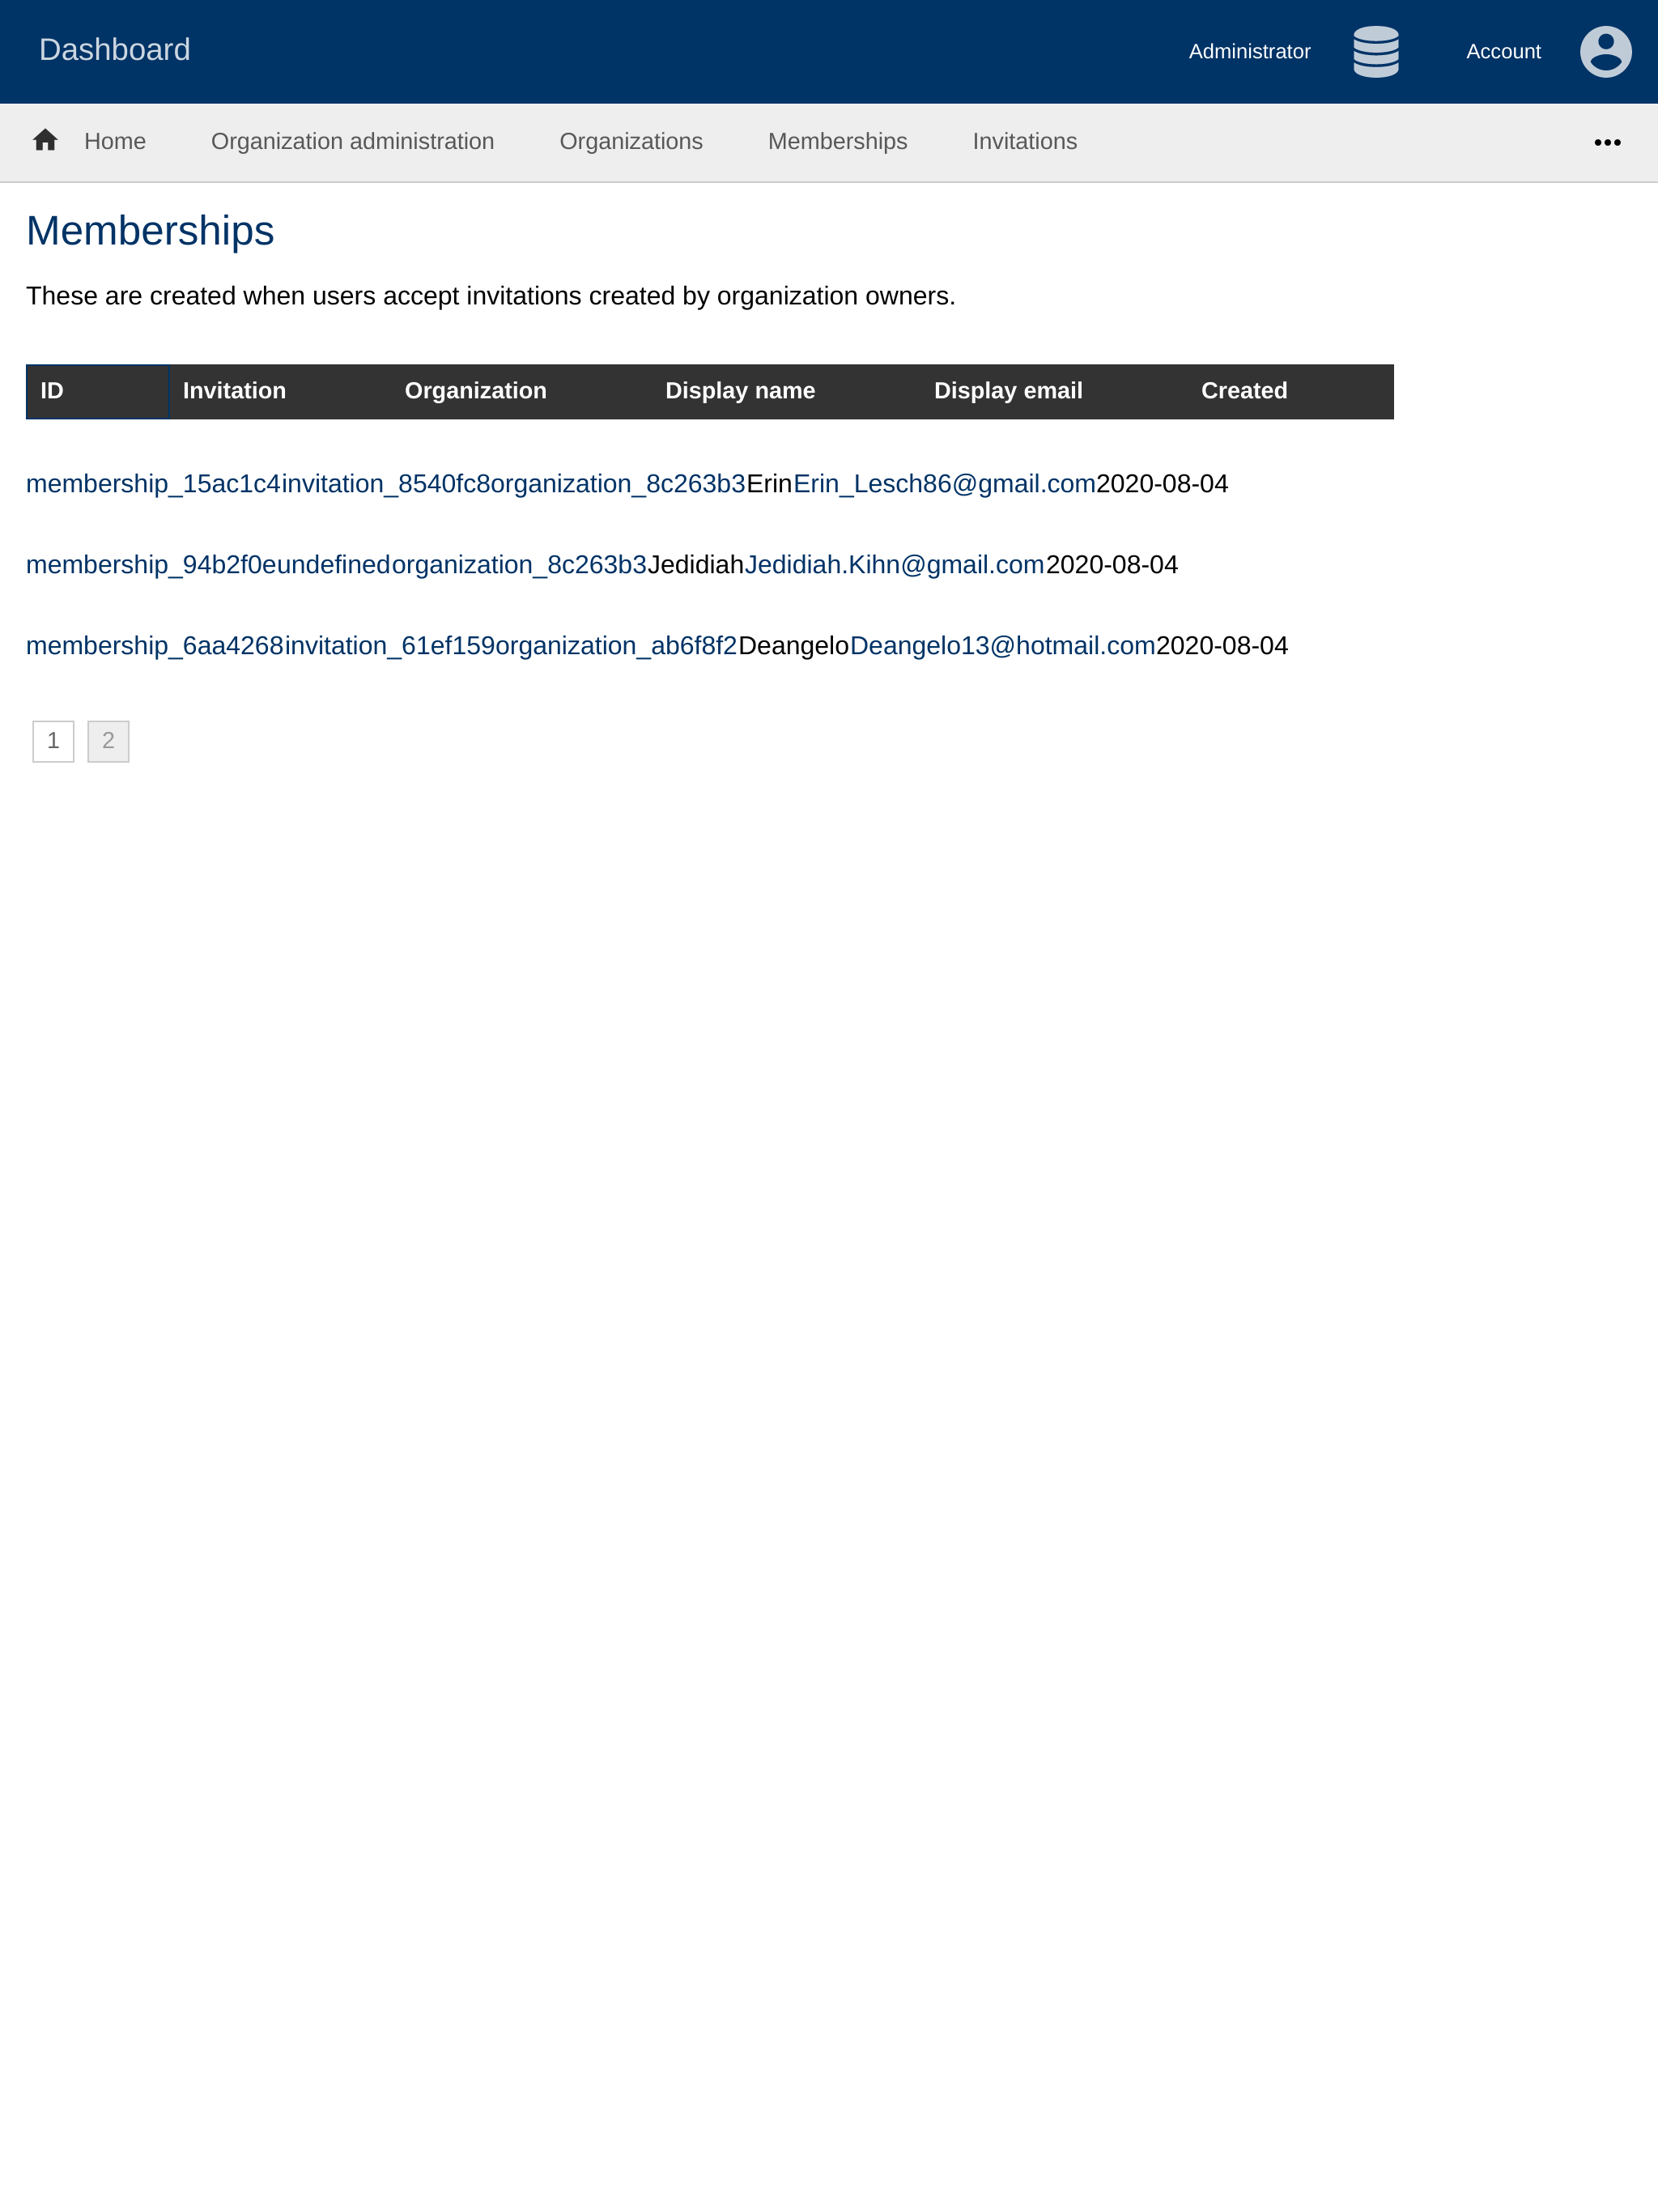 Dashboard Administrator Account
Home Organization administration Organizations Memberships Invitations •••
Memberships
These are created when users accept invitations created by organization owners.
ID Invitation Organization Display name Display email Created
membership_15ac1c4invitation_8540fc8organization_8c263b3ErinErin_Lesch86@gmail.com2020-08-04
membership_94b2f0eundefinedorganization_8c263b3JedidiahJedidiah.Kihn@gmail.com2020-08-04
membership_6aa4268invitation_61ef159organization_ab6f8f2DeangeloDeangelo13@hotmail.com2020-08-04
1 2